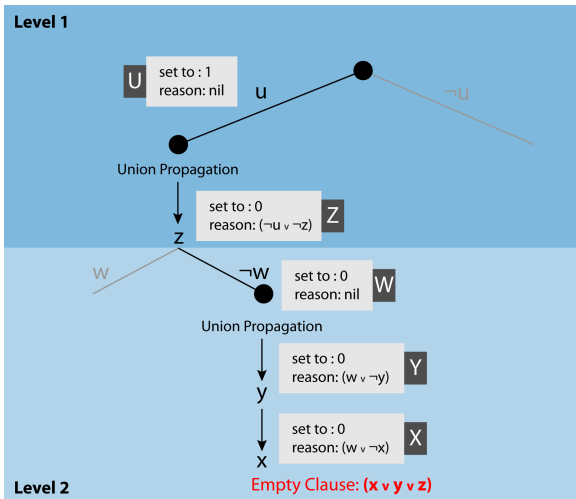 Level 1
U
set to : 1
reason: nil
u
¬u
Union Propagation
set to : 0
reason: (¬u v ¬z)
Z
z
w
¬w
set to : 0
reason: nil
W
Union Propagation
set to : 0
reason: (w v ¬y)
Y
y
set to : 0
reason: (w v ¬x)
X
x
Empty Clause: (x v y v z)
Level 2